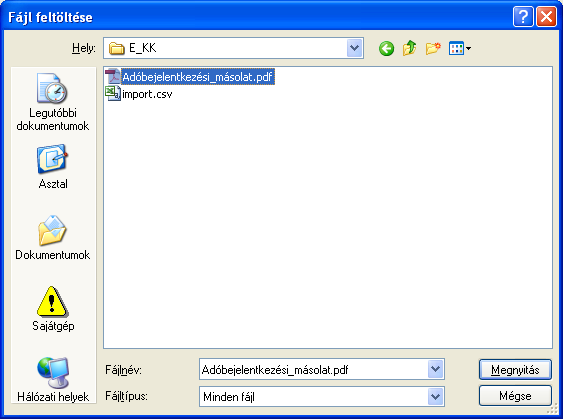 Fájl feltöltése
Hely: E_KK
Legutóbbi dokumentumok
Asztal
Dokumentumok
Sajátgép
Hálózati helyek
Adóbejelentkezési_másolat.pdf
import.csv
Fájlnév: Adóbejelentkezési_másolat.pdf Megnyitás
Fájltípus: Minden fájl Mégse